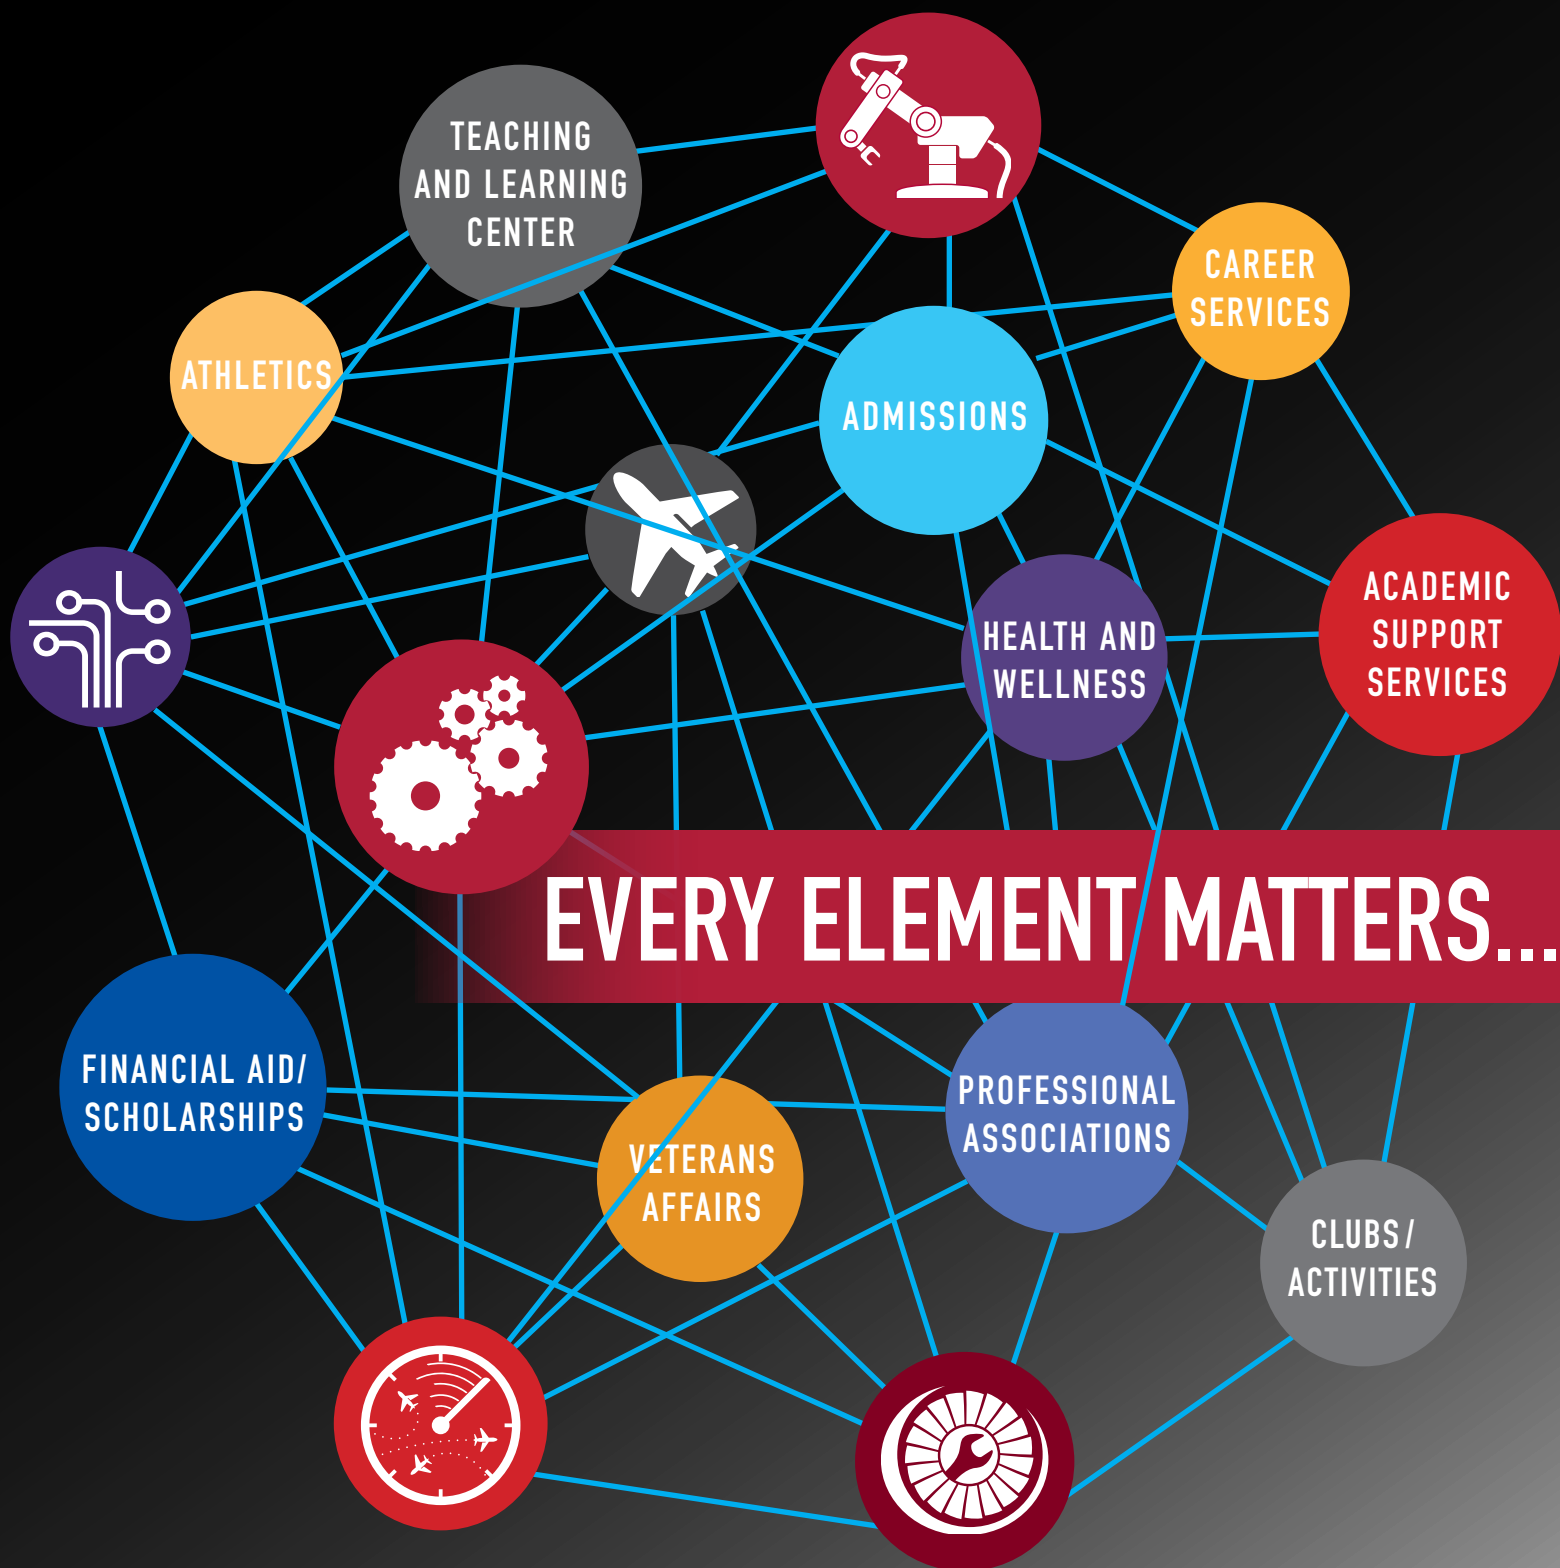 TEACHING
AND LEARNING
CENTER
CAREER
SERVICES
ATHLETICS
ADMISSIONS
ACADEMIC
SUPPORT
SERVICES
HEALTH AND
WELLNESS
EVERY ELEMENT MATTERS...
FINANCIAL AID/
SCHOLARSHIPS
PROFESSIONAL
ASSOCIATIONS
VETERANS
AFFAIRS
CLUBS/
ACTIVITIES